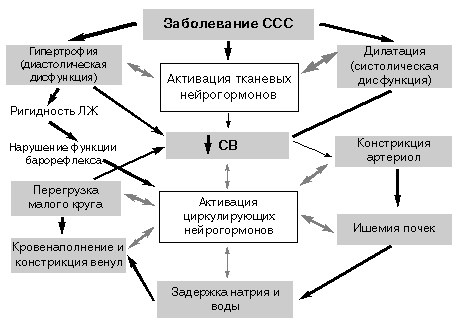 Заболевание ССС
Гипертрофия
(диастолическая
дисфункция)
Активация тканевых
нейрогормонов
Дилатация
(систолическая
дисфункция)
Ригидность ЛЖ
Нарушение функции
барорефлекса
СВ
Констрикция
артериол
Перегрузка
малого круга
Активация
циркулирующих
нейрогормонов
Ишемия почек
Кровенаполнение и
констрикция венул
Задержка натрия и
воды